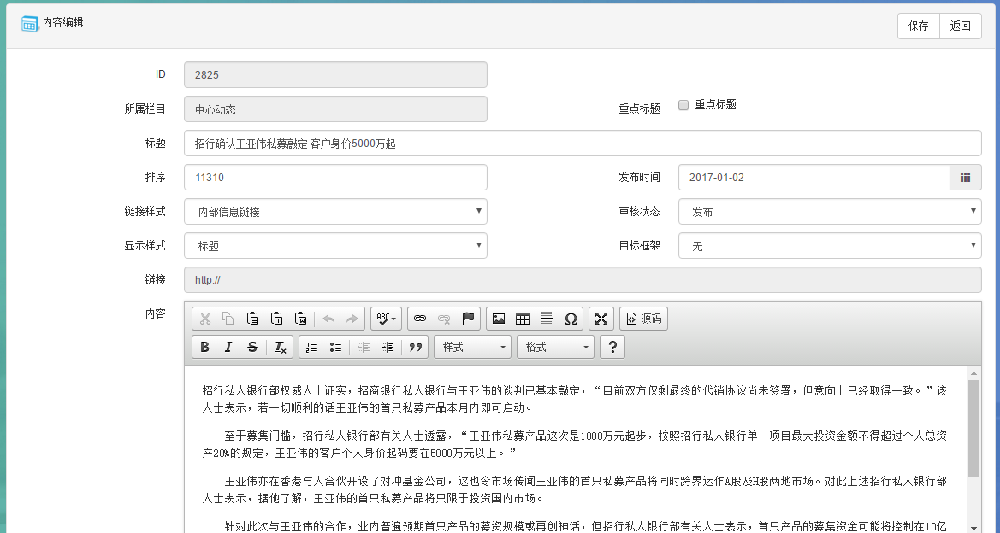 内容编辑
保存 返回
ID 2825
所属栏目 中心动态 重点标题 重点标题
标题 招行确认王亚伟私募敲定 客户身价5000万起
排序 11310 发布时间 2017-01-02
链接样式 内部信息链接 审核状态 发布
显示样式 标题 目标框架 无
链接 http://
内容
ABC Ω 源码
B I S Tx 样式 格式 ?
招行私人银行部权威人士证实，招商银行私人银行与王亚伟的谈判已基本敲定，“目前双方仅剩最终的代销协议尚未签署，但意向上已经取得一致。”该
人士表示，若一切顺利的话王亚伟的首只私募产品本月内即可启动。
至于募集门槛，招行私人银行部有关人士透露，“王亚伟私募产品这次是1000万元起步，按照招行私人银行单一项目最大投资金额不得超过个人总资
产20%的规定，王亚伟的客户个人身价起码要在5000万元以上。”
王亚伟亦在香港与人合伙开设了对冲基金公司，这也令市场传闻王亚伟的首只私募产品将同时跨界运作A股及H股两地市场。对此上述招行私人银行部
人士表示，据他了解，王亚伟的首只私募产品将只限于投资国内市场。
针对此次与王亚伟的合作，业内普遍预期首只产品的募资规模或再创神话，但招行私人银行部有关人士表示，首只产品的募集资金可能将控制在10亿